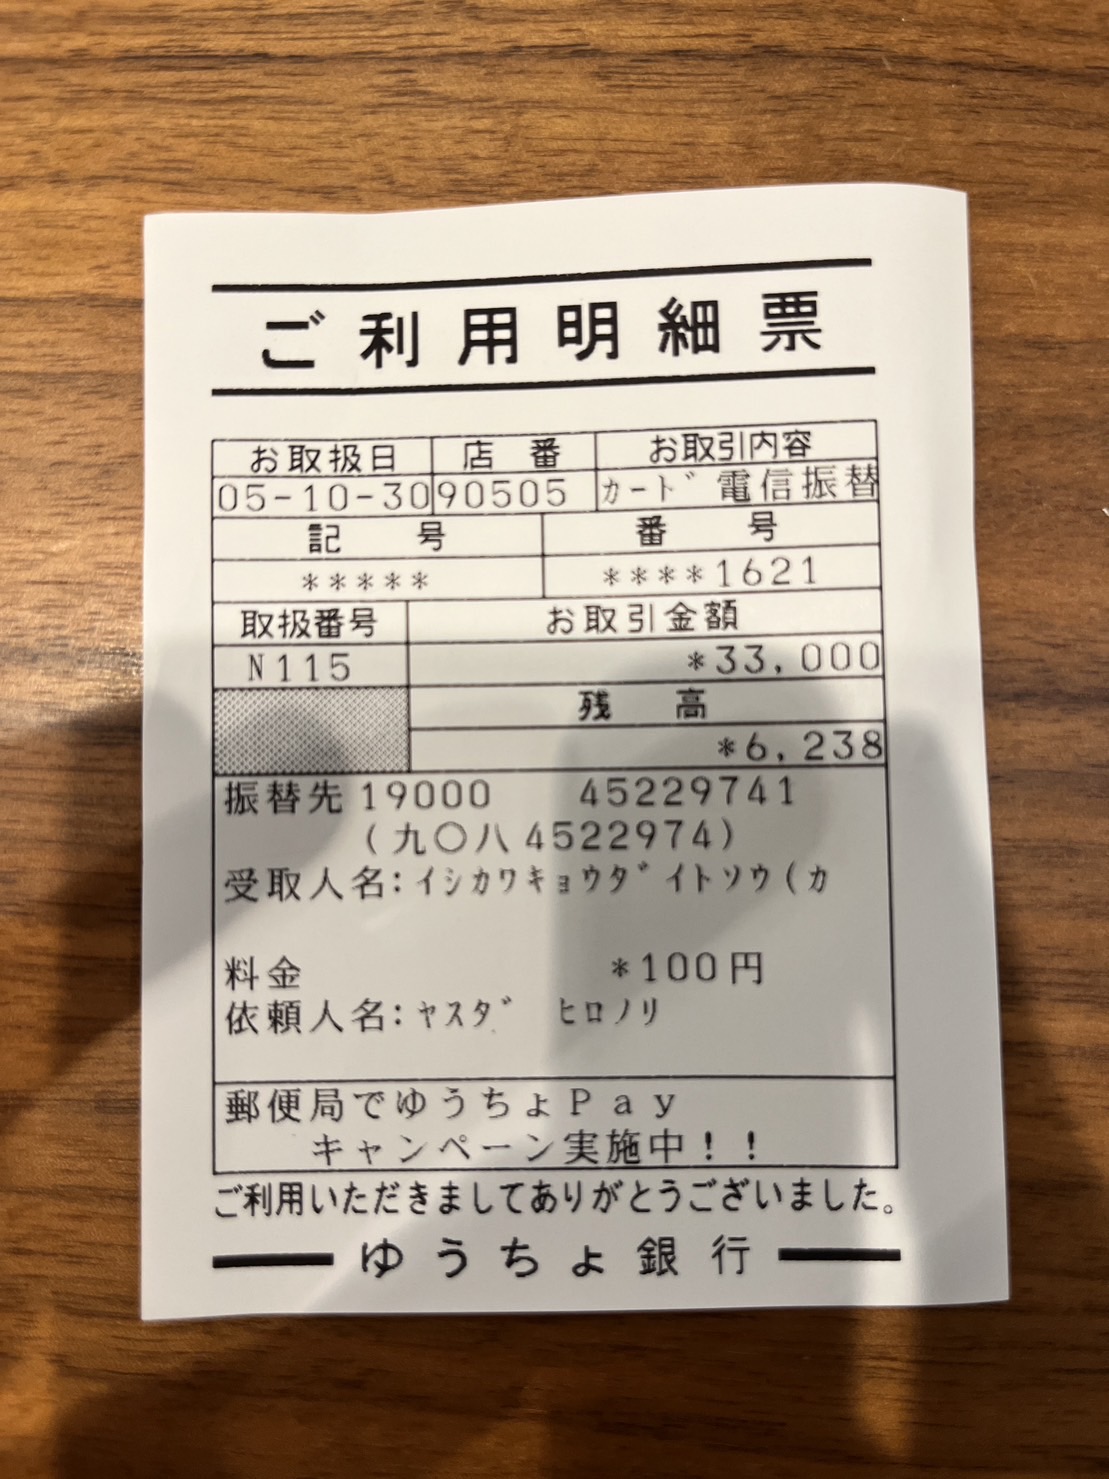 ご利用明細票
お取扱日 店番 お取引内容
05-10-30 90505 カード電信振替
記号 番号
***** ****1621
取扱番号 お取引金額
N115 *33,000
残高
*6,238
振替先 19000 45229741
(九〇八4522974)
受取人名:イシカワキョウダイトソウ(カ
料金 *100円
依頼人名:ヤスダ ヒロノリ
郵便局でゆうちょPay
キャンペーン実施中!!
ご利用いただきましてありがとうございました。
ゆうちょ銀行